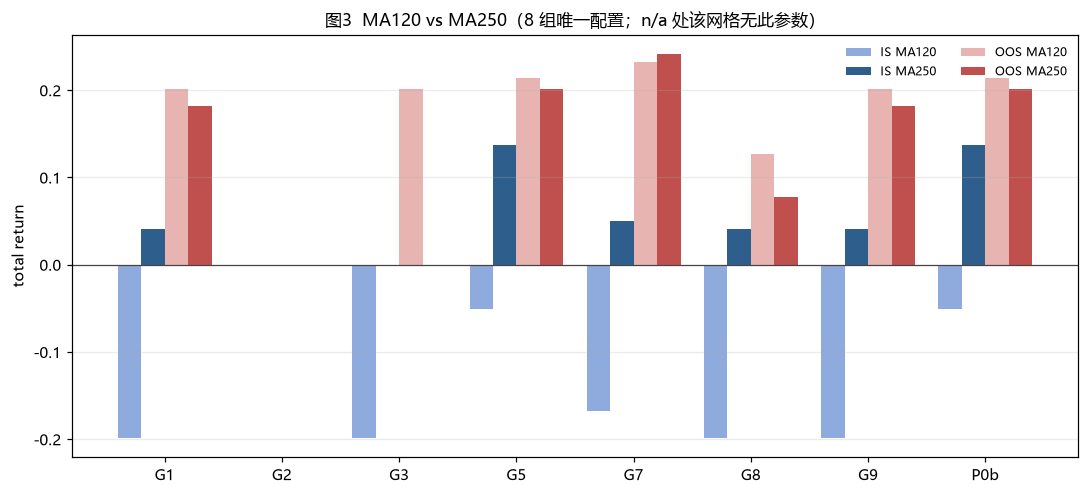 图3  MA120 vs MA250（8 组唯一配置；n/a 处该网格无此参数）
IS MA120
IS MA250
OOS MA120
OOS MA250
total return
0.2
0.1
0.0
-0.1
-0.2
G1 G2 G3 G5 G7 G8 G9 P0b